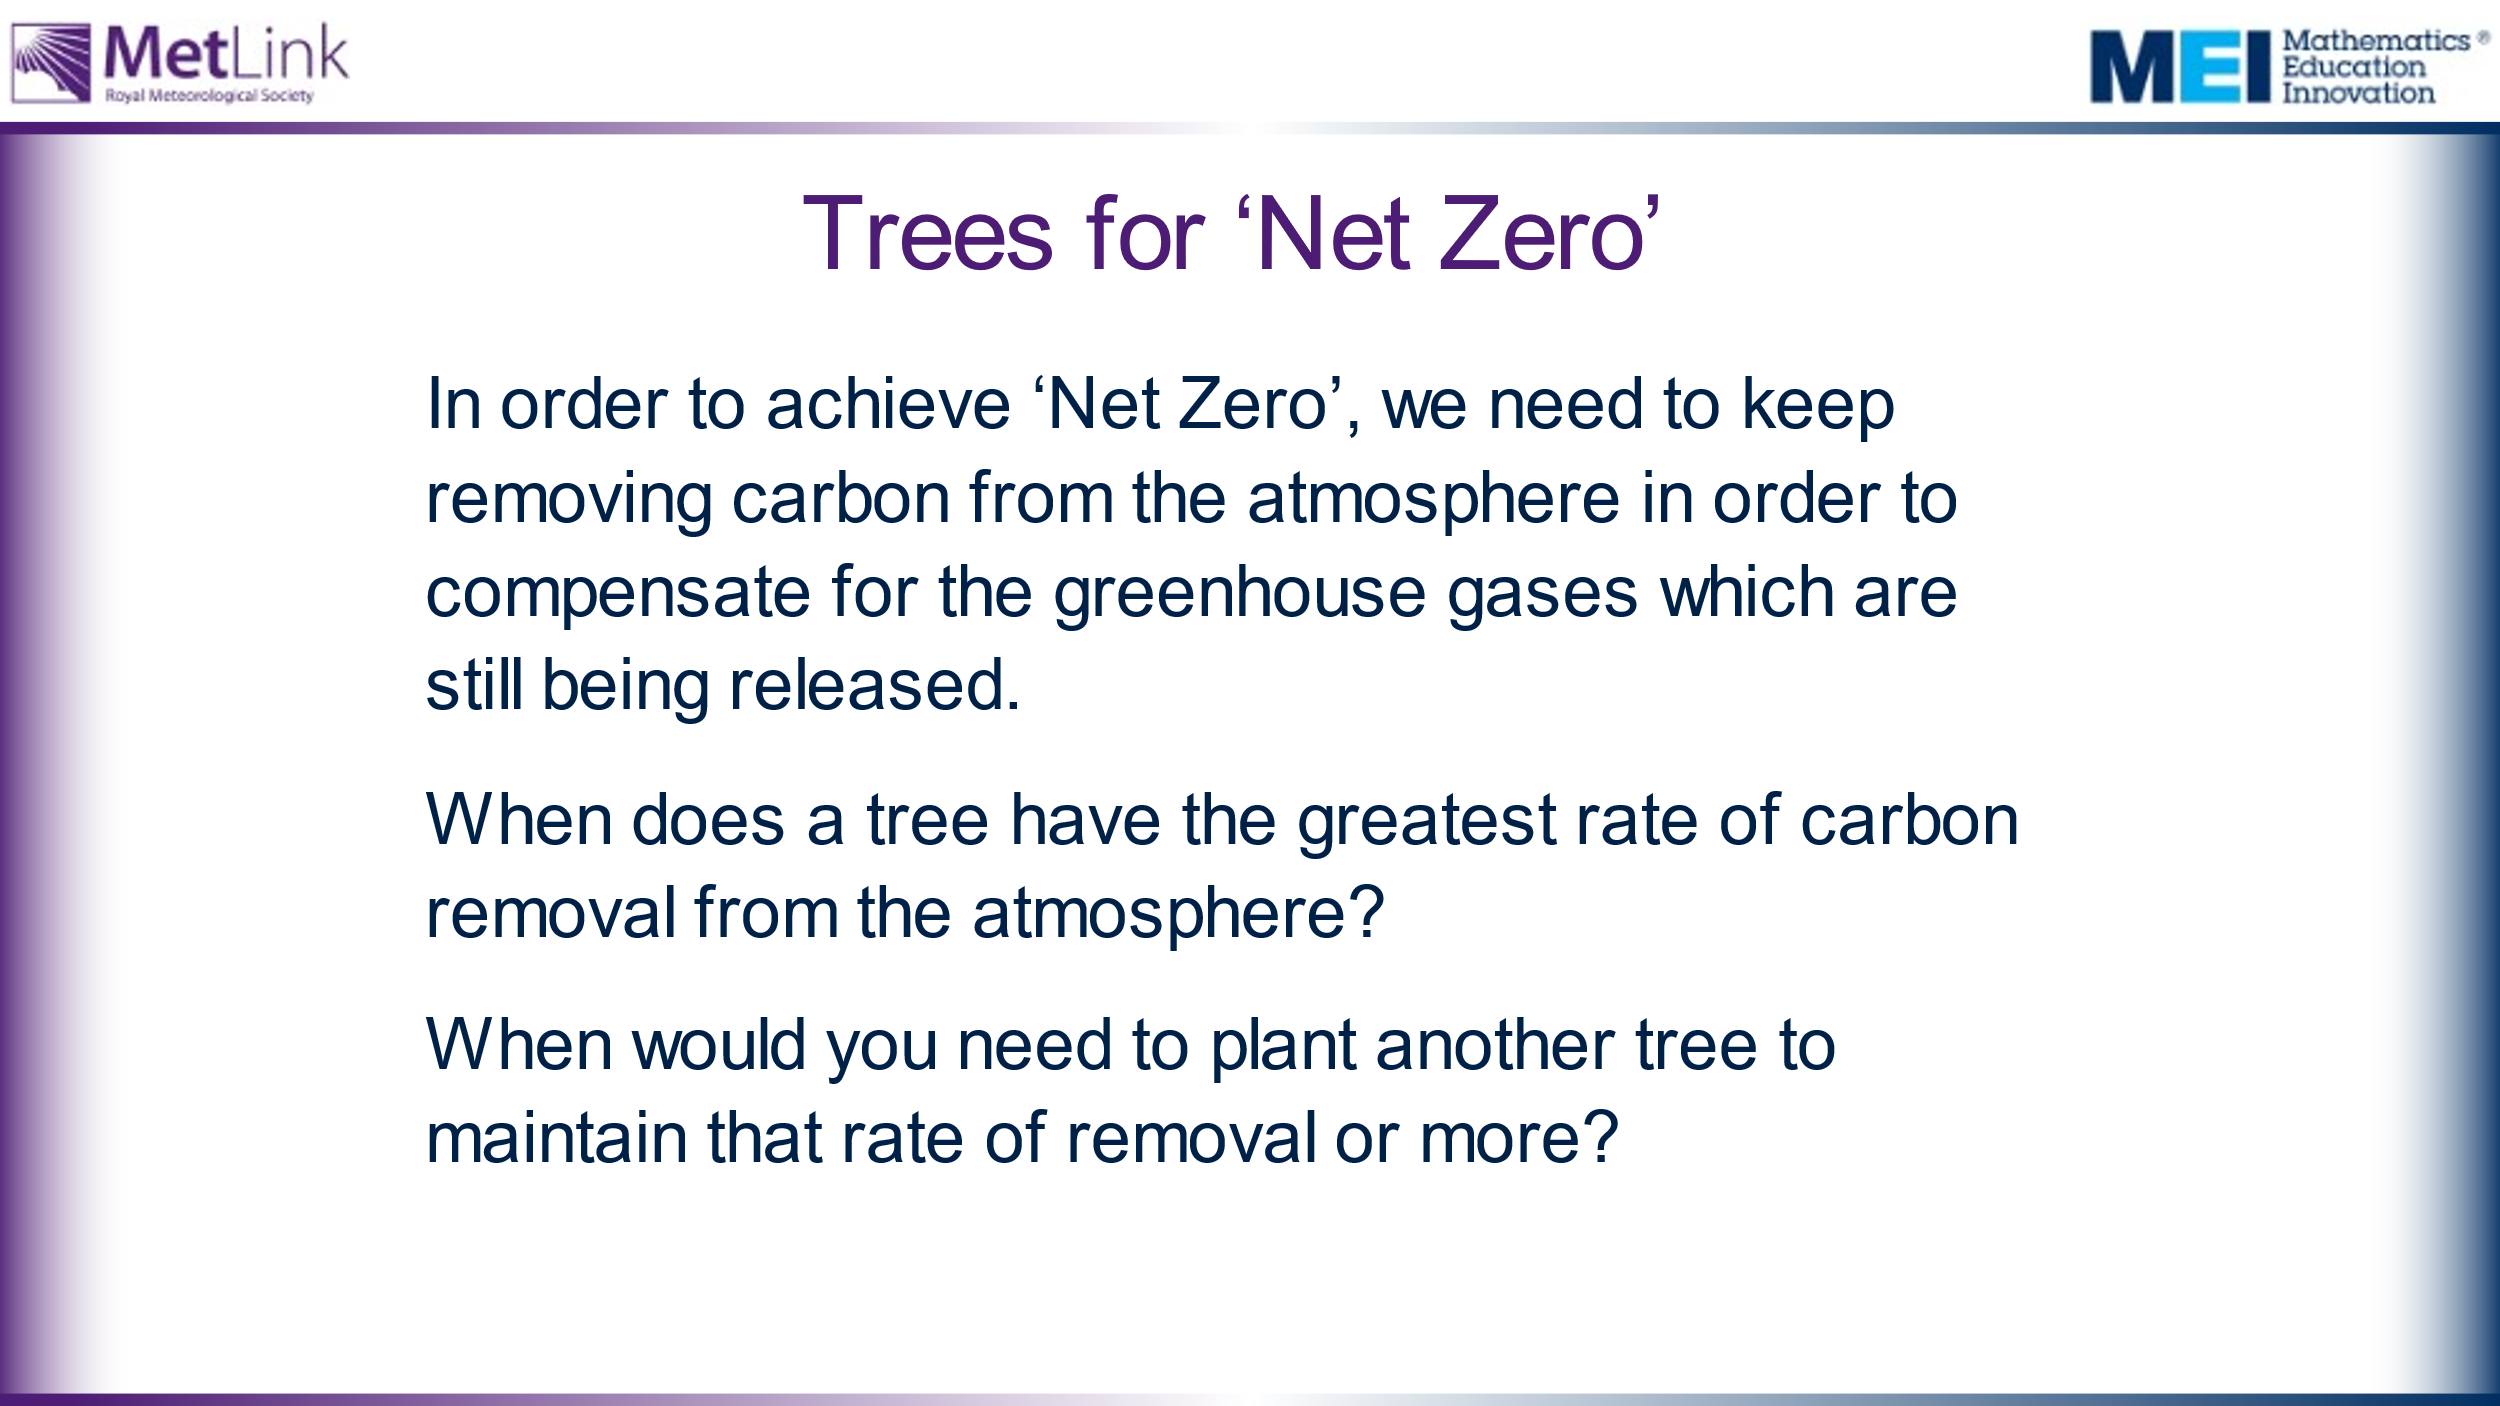 MetLink
Royal Meteorological Society
MEI Mathematics ®
Education
Innovation
Trees for ‘Net Zero’
In order to achieve ‘Net Zero’, we need to keep
removing carbon from the atmosphere in order to
compensate for the greenhouse gases which are
still being released.
When does a tree have the greatest rate of carbon
removal from the atmosphere?
When would you need to plant another tree to
maintain that rate of removal or more?